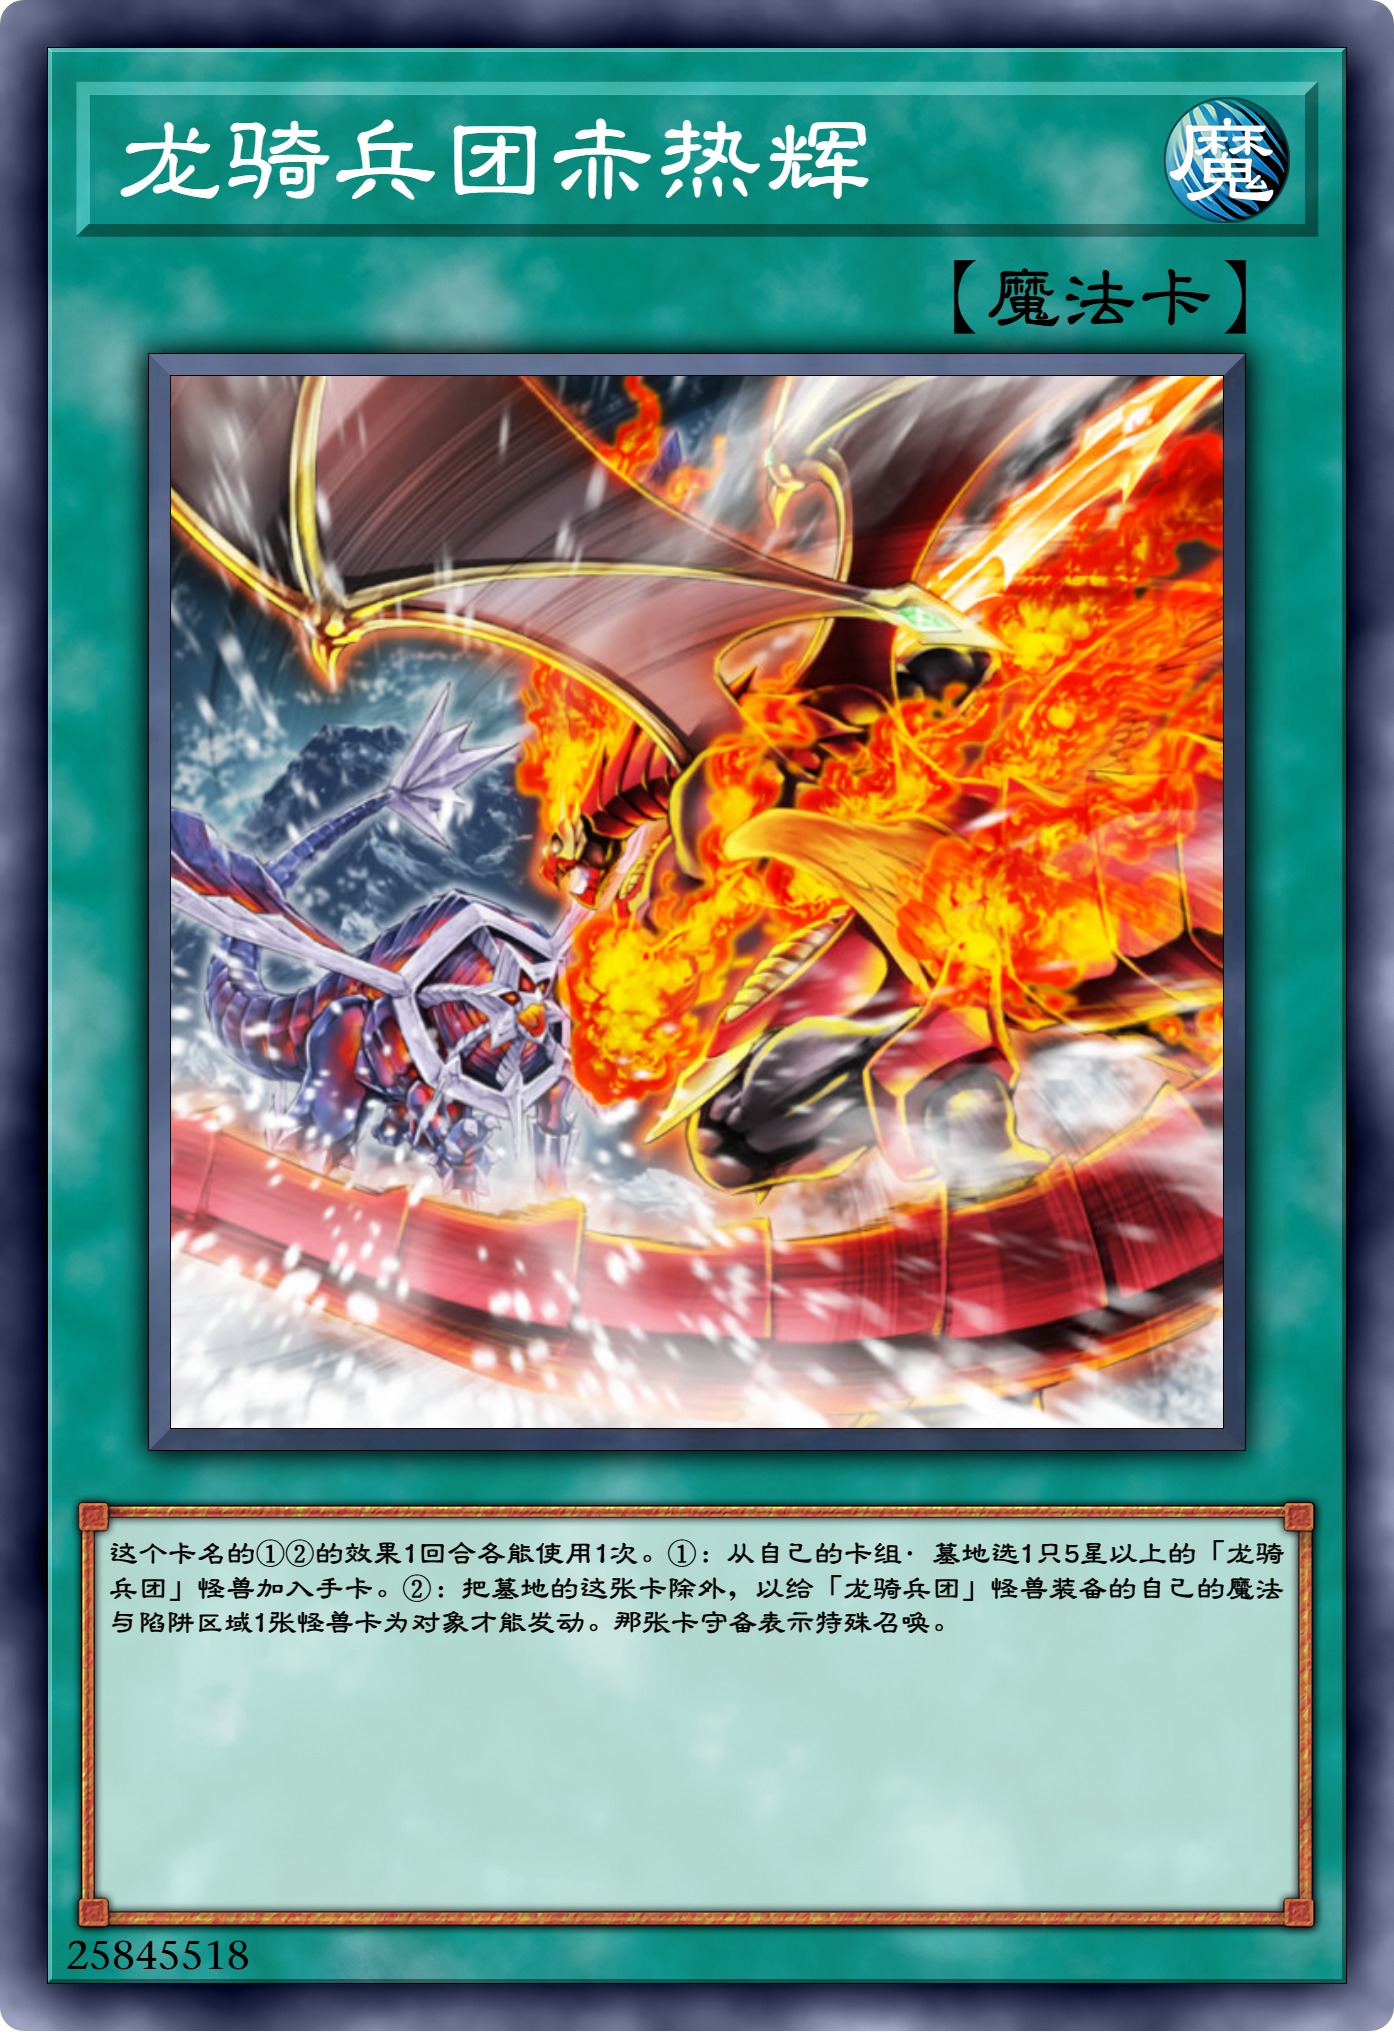 龙骑兵团赤热辉
魔
【魔法卡】
这个卡名的①②的效果1回合各能使用1次。①：从自己的卡组·墓地选1只5星以上的「龙骑
兵团」怪兽加入手卡。②：把墓地的这张卡除外，以给「龙骑兵团」怪兽装备的自己的魔法
与陷阱区域1张怪兽卡为对象才能发动。那张卡守备表示特殊召唤。
25845518